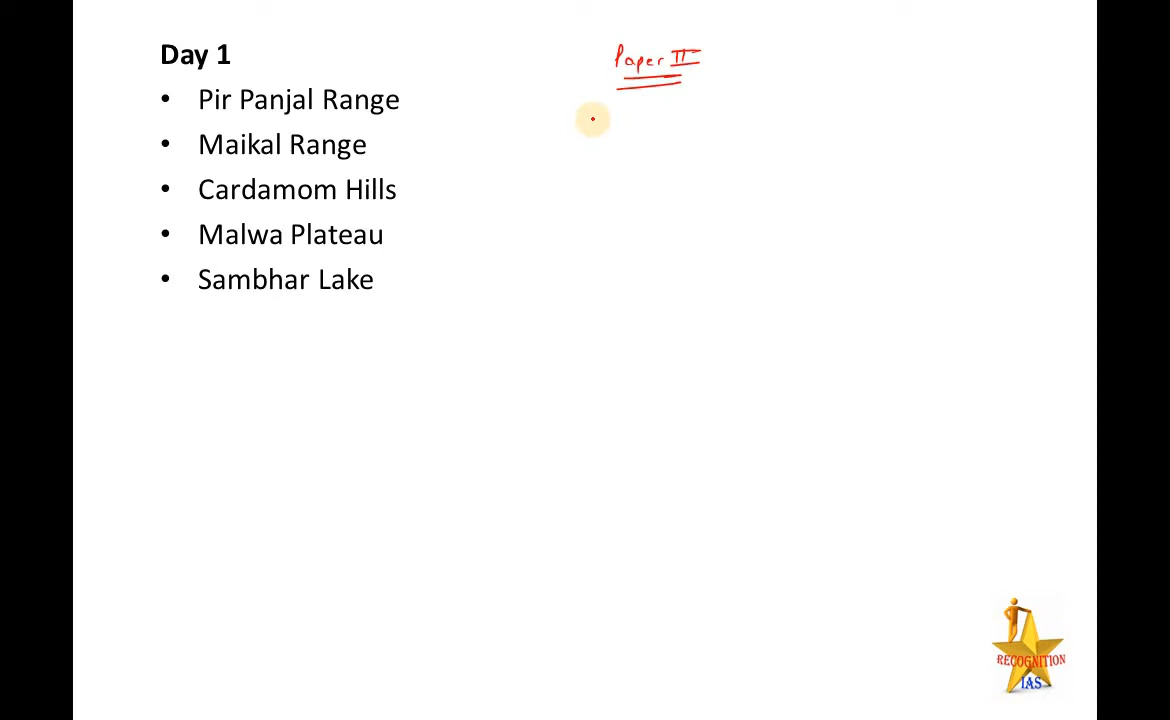 Day 1
Paper II
• Pir Panjal Range
• Maikal Range
• Cardamom Hills
• Malwa Plateau
• Sambhar Lake
RECOGNITION
IAS